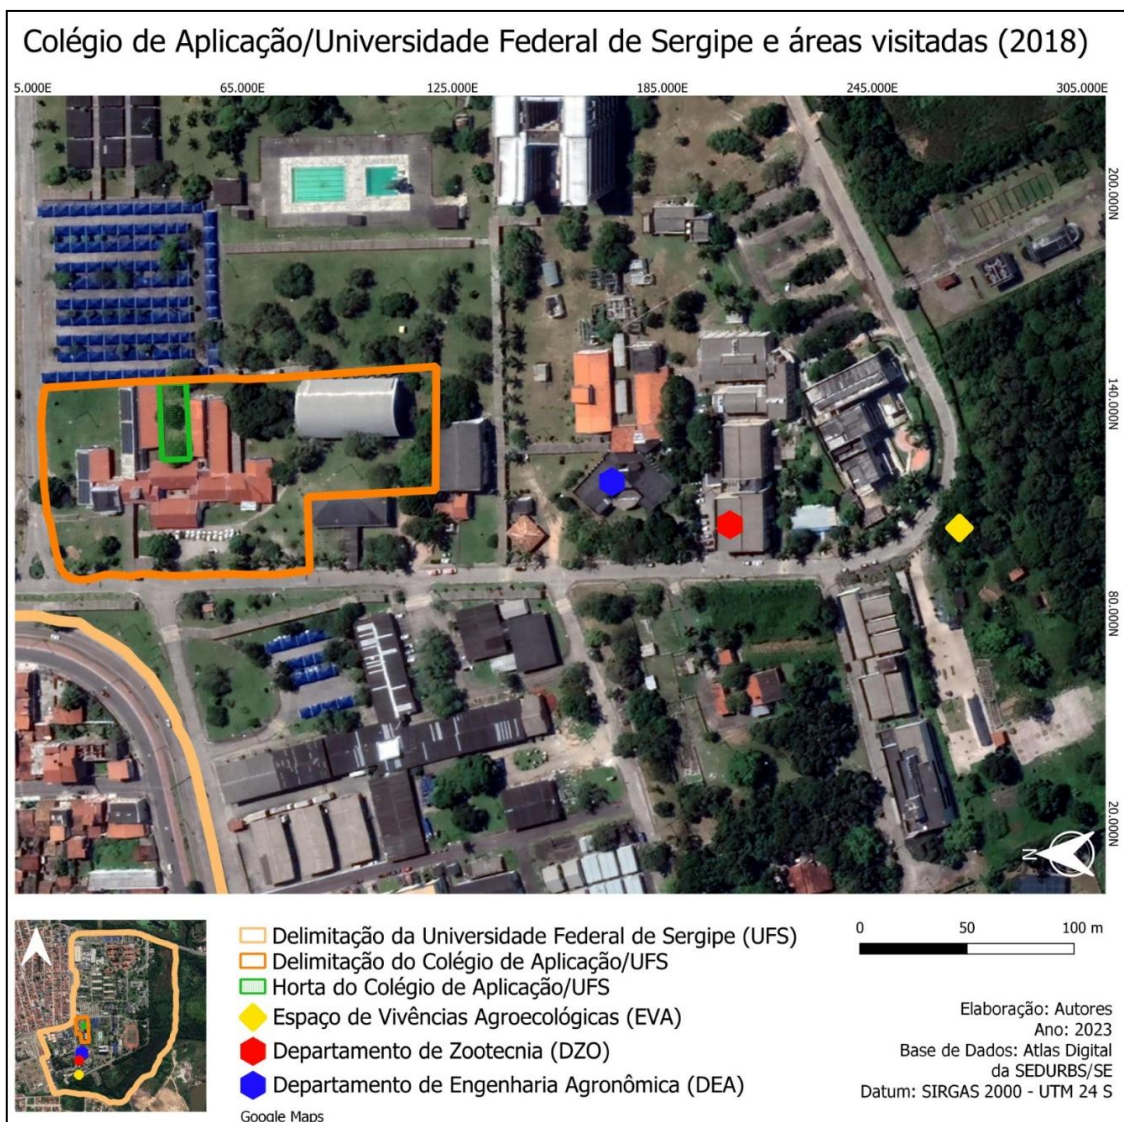 Colégio de Aplicação/Universidade Federal de Sergipe e áreas visitadas (2018)
5.000E 65.000E 125.000E 185.000E 245.000E 305.000E
200.000N
140.000N
80.000N
20.000N
N
Delimitação da Universidade Federal de Sergipe (UFS)
Delimitação do Colégio de Aplicação/UFS
Horta do Colégio de Aplicação/UFS
Espaço de Vivências Agroecológicas (EVA)
Departamento de Zootecnia (DZO)
Departamento de Engenharia Agronômica (DEA)
Google Maps
0 50 100 m
Elaboração: Autores
Ano: 2023
Base de Dados: Atlas Digital
da SEDURBS/SE
Datum: SIRGAS 2000 - UTM 24 S